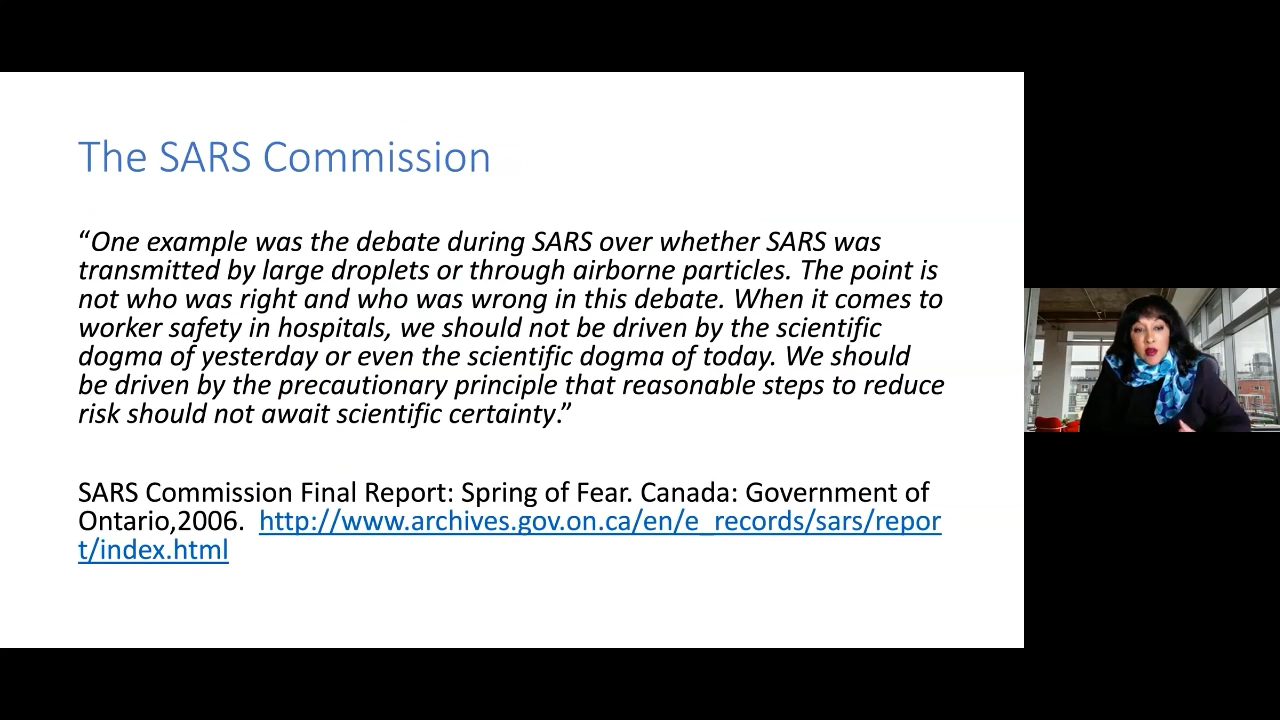 The SARS Commission
“One example was the debate during SARS over whether SARS was
transmitted by large droplets or through airborne particles. The point is
not who was right and who was wrong in this debate. When it comes to
worker safety in hospitals, we should not be driven by the scientific
dogma of yesterday or even the scientific dogma of today. We should
be driven by the precautionary principle that reasonable steps to reduce
risk should not await scientific certainty.”
SARS Commission Final Report: Spring of Fear. Canada: Government of
Ontario,2006.  http://www.archives.gov.on.ca/en/e_records/sars/repor
t/index.html